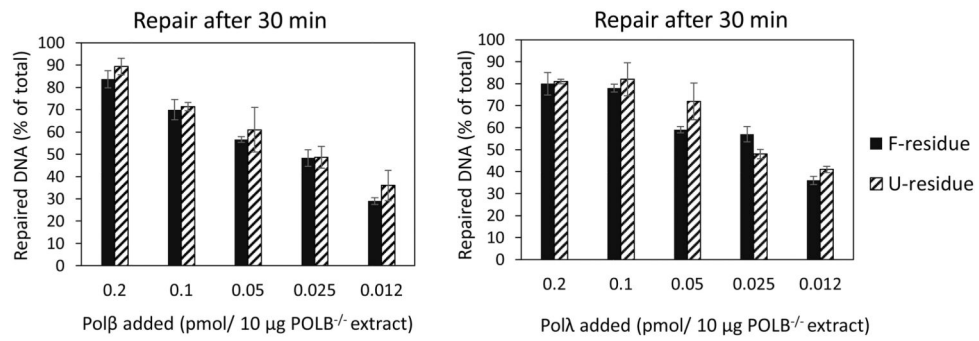 Repair after 30 min
Repaired DNA (% of total)
100
90
80
70
60
50
40
30
20
10
0
0.2 0.1 0.05 0.025 0.012
Polβ added (pmol/ 10 µg POLB⁻/⁻ extract)
Repair after 30 min
Repaired DNA (% of total)
100
90
80
70
60
50
40
30
20
10
0
0.2 0.1 0.05 0.025 0.012
Polλ added (pmol/ 10 µg POLB⁻/⁻ extract)
F-residue
U-residue